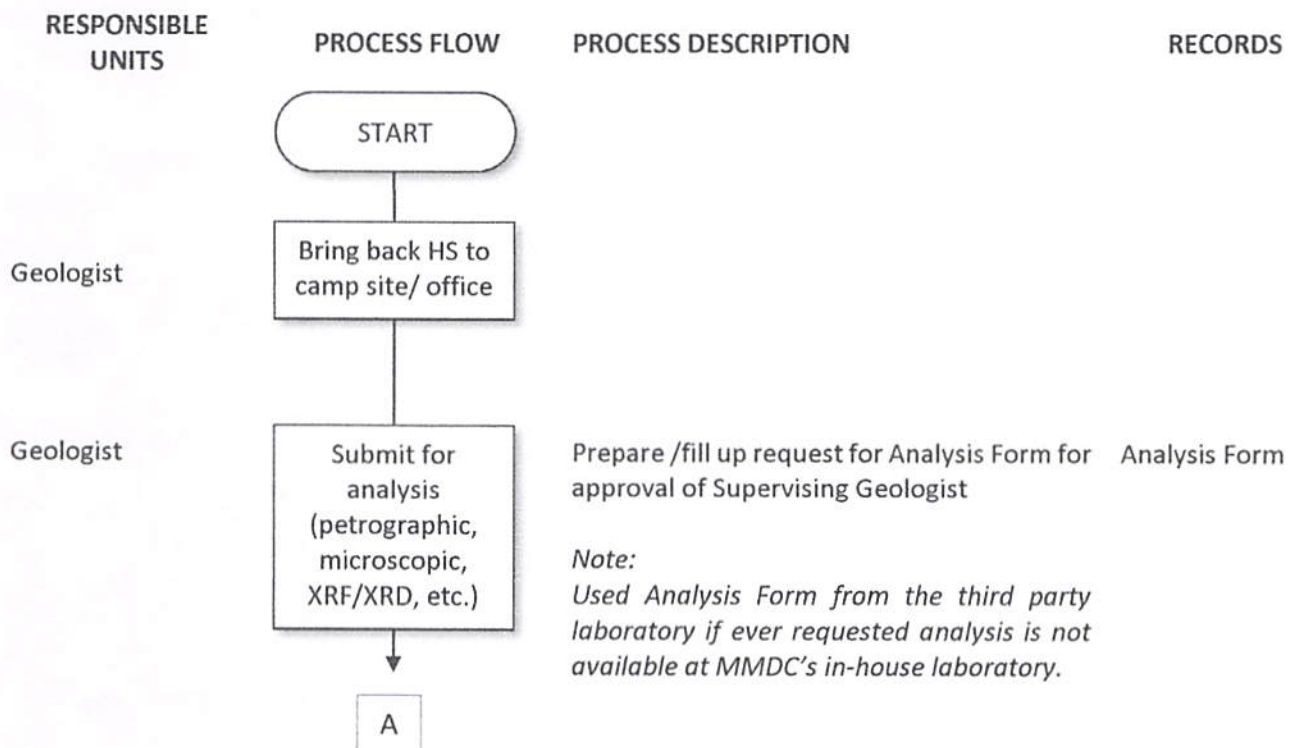 RESPONSIBLE
UNITS
PROCESS FLOW
PROCESS DESCRIPTION
RECORDS
START
Geologist
Bring back HS to
camp site/ office
Geologist
Submit for
analysis
(petrographic,
microscopic,
XRF/XRD, etc.)
Prepare /fill up request for Analysis Form for
approval of Supervising Geologist
Analysis Form
Note:
Used Analysis Form from the third party
laboratory if ever requested analysis is not
available at MMDC's in-house laboratory.
A